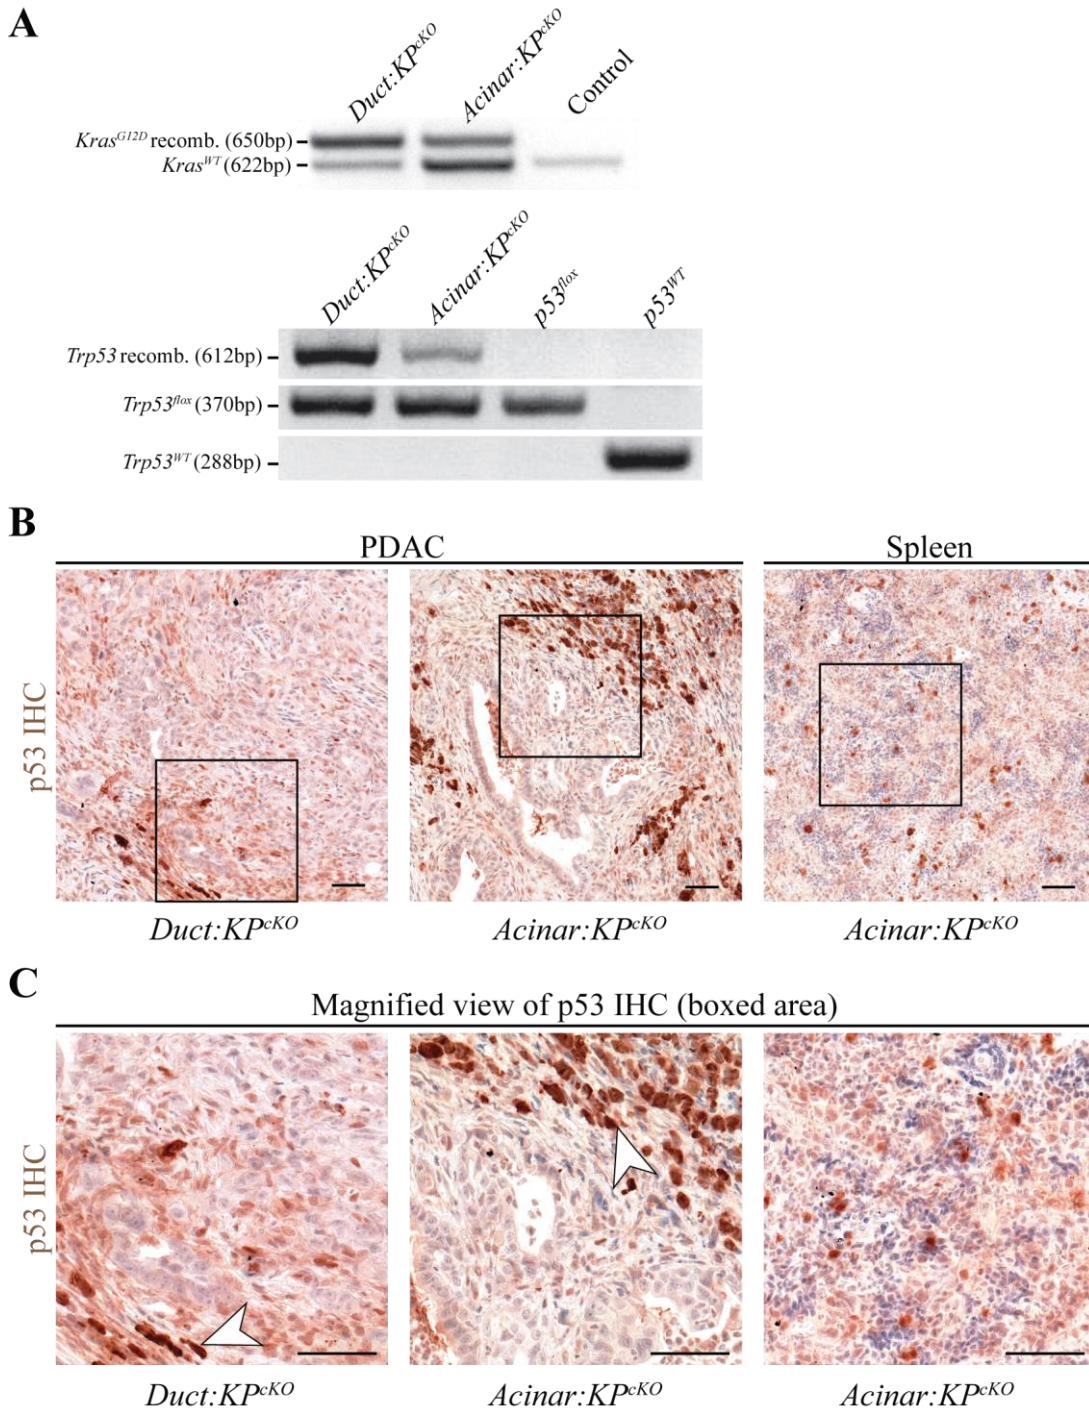 A
Duct:KPcKO
Acinar:KPcKO
Control
KrasG12D recomb. (650bp)
KrasWT (622bp)
Duct:KPcKO
Acinar:KPcKO
p53flox
p53WT
Trp53 recomb. (612bp)
Trp53flox (370bp)
Trp53WT (288bp)
B
PDAC
Spleen
p53 IHC
Duct:KPcKO
Acinar:KPcKO
Acinar:KPcKO
C
Magnified view of p53 IHC (boxed area)
p53 IHC
Duct:KPcKO
Acinar:KPcKO
Acinar:KPcKO